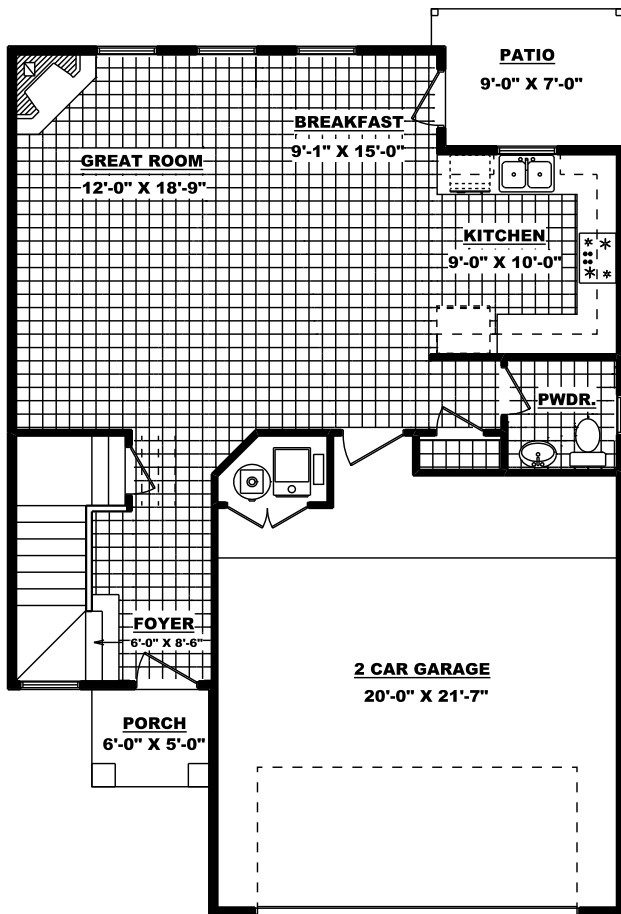 PATIO
9'-0" X 7'-0"
BREAKFAST
9'-1" X 15'-0"
GREAT ROOM
12'-0" X 18'-9"
KITCHEN
9'-0" X 10'-0"
PWDR.
FOYER
6'-0" X 8'-6"
2 CAR GARAGE
20'-0" X 21'-7"
PORCH
6'-0" X 5'-0"